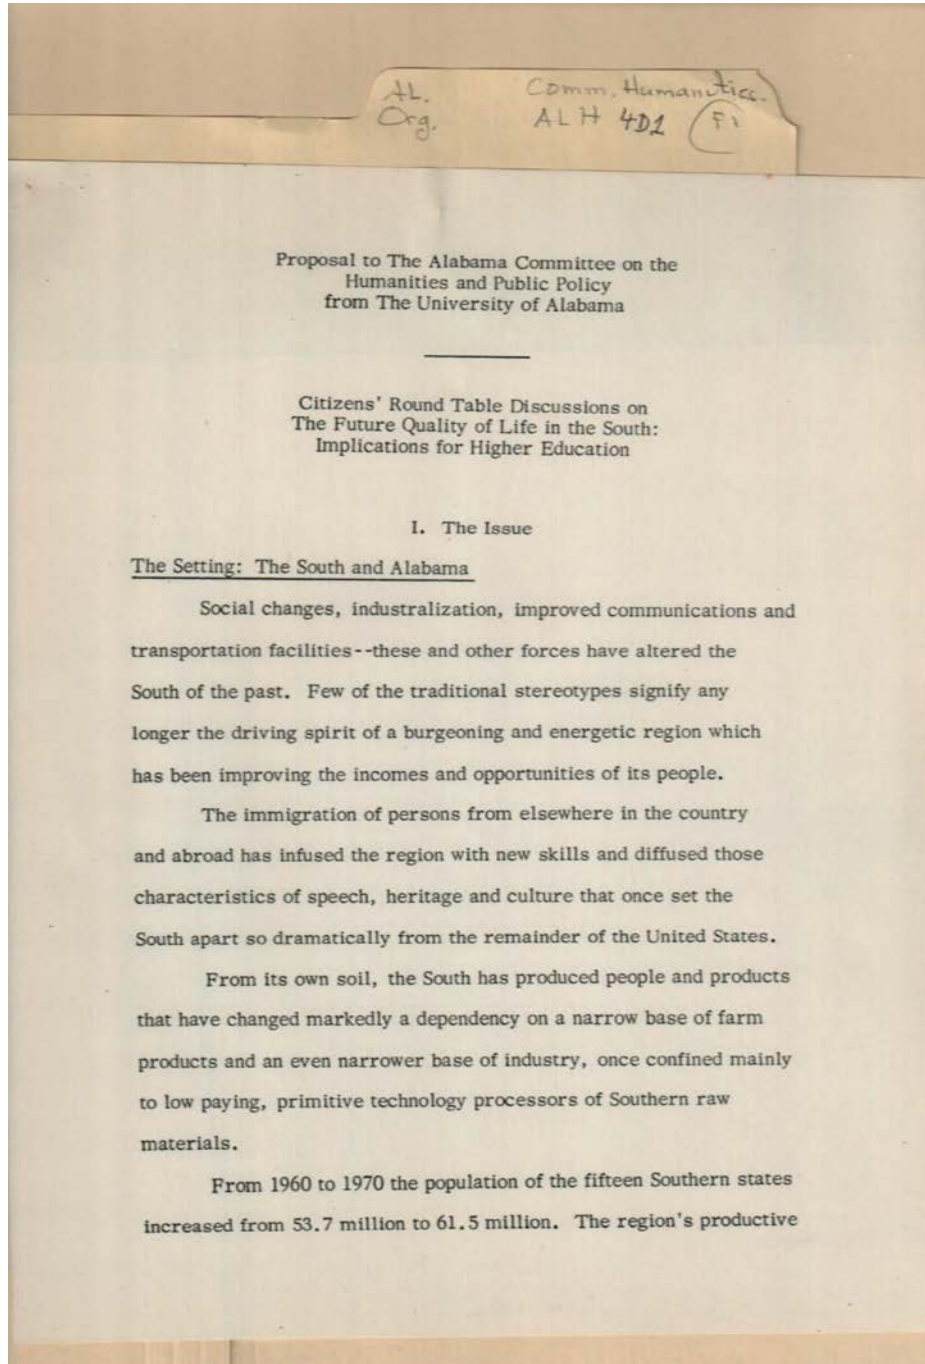 AL. Comm. Humanities.
Org. ALH 4D1 F1
Proposal to The Alabama Committee on the
Humanities and Public Policy
from The University of Alabama
Citizens' Round Table Discussions on
The Future Quality of Life in the South:
Implications for Higher Education
I. The Issue
The Setting: The South and Alabama
Social changes, industralization, improved communications and
transportation facilities--these and other forces have altered the
South of the past. Few of the traditional stereotypes signify any
longer the driving spirit of a burgeoning and energetic region which
has been improving the incomes and opportunities of its people.
The immigration of persons from elsewhere in the country
and abroad has infused the region with new skills and diffused those
characteristics of speech, heritage and culture that once set the
South apart so dramatically from the remainder of the United States.
From its own soil, the South has produced people and products
that have changed markedly a dependency on a narrow base of farm
products and an even narrower base of industry, once confined mainly
to low paying, primitive technology processors of Southern raw
materials.
From 1960 to 1970 the population of the fifteen Southern states
increased from 53.7 million to 61.5 million. The region's productive